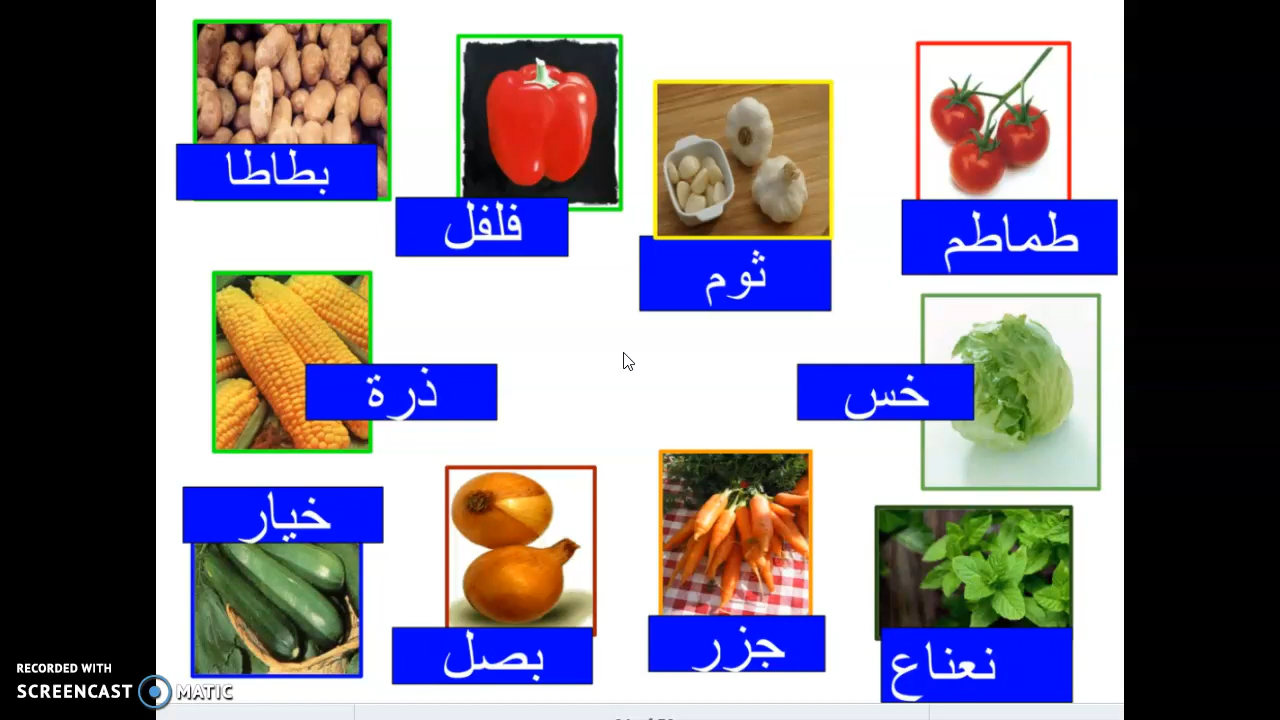 طماطم
ثوم
فلفل
بطاطا
خس
ذرة
نعناع
جزر
بصل
خيار
RECORDED WITH
SCREENCAST MATIC